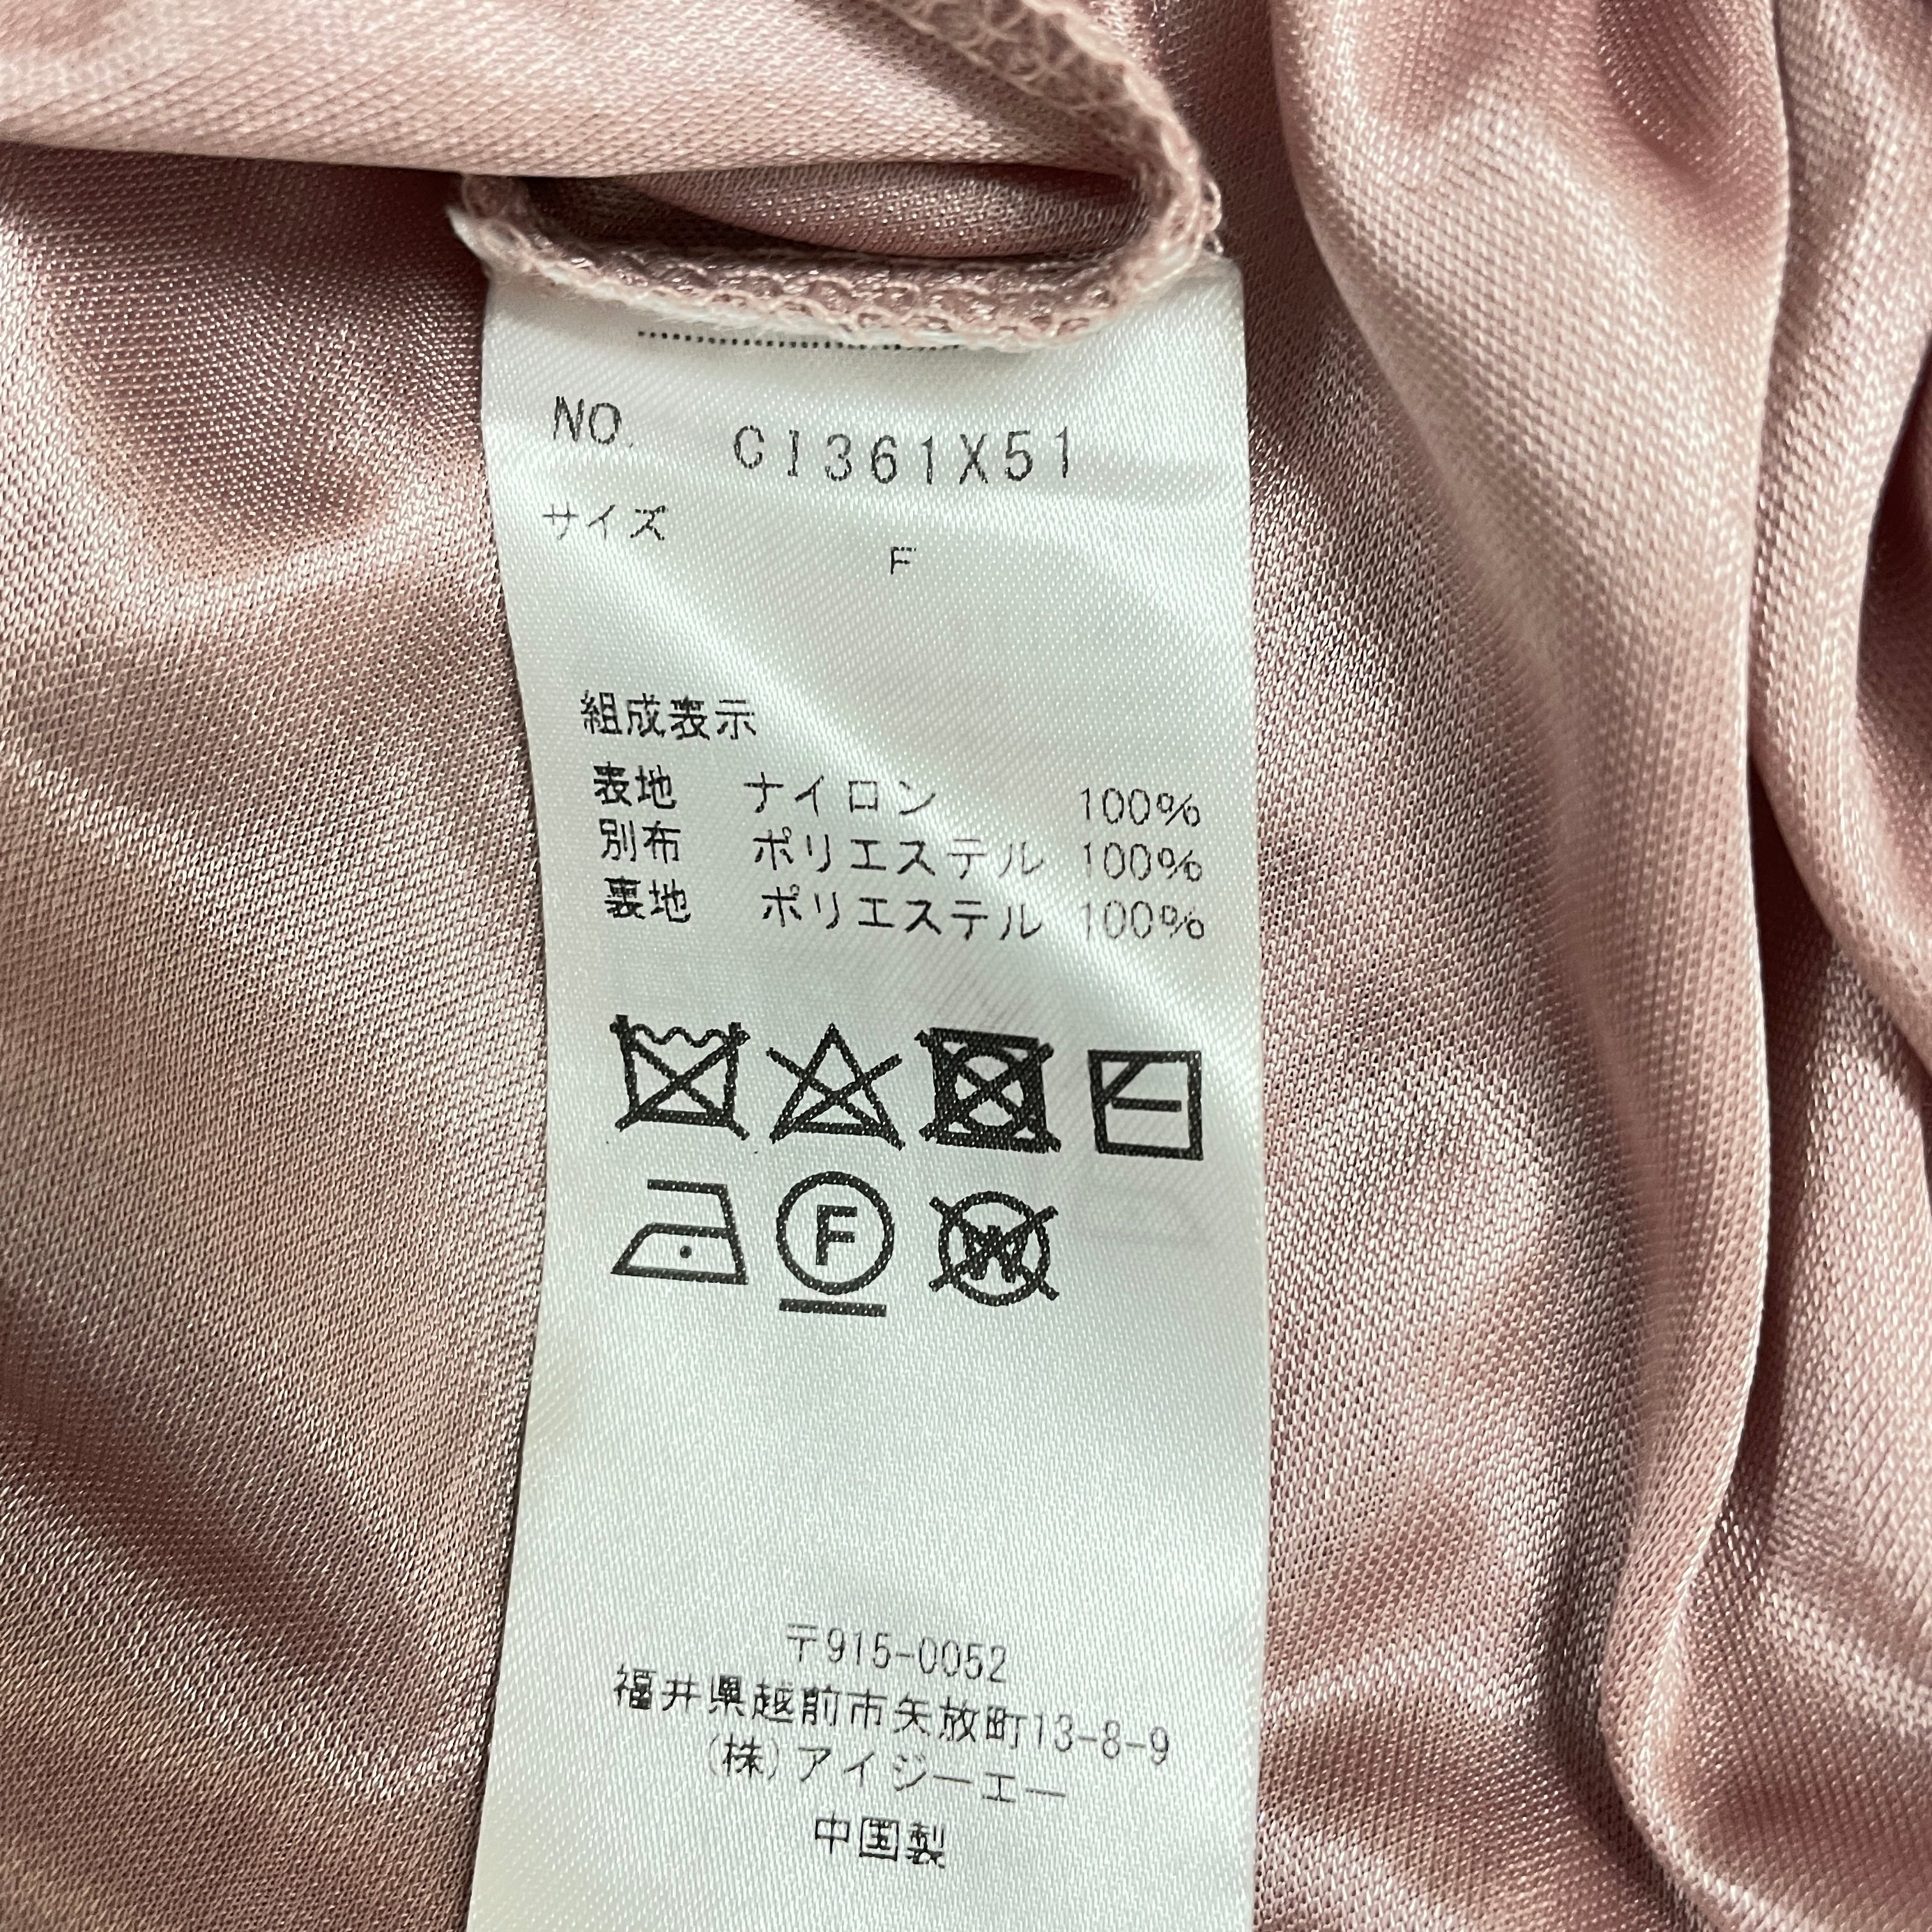 NO. CI361X51
サイズ
F
組成表示
表地 ナイロン 100%
別布 ポリエステル 100%
裏地 ポリエステル 100%
F
W
〒915-0052
福井県越前市矢放町13-8-9
(株)アイジーエー
中国製